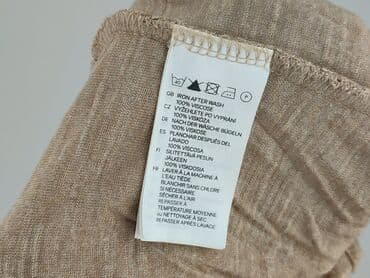 P
GB IRON AFTER WASH
100% VISCOSE
CZ VYŽEHLETE PO VYPRÁNÍ
100% VISKÓZA
DE NACH DER WÄSCHE BÜGELN
100% VISKOSE
ES PLANCHAR DESPUÉS DEL
LAVADO
100% VISCOSA
FI SILITETTÄVÄ PESUN
JÄLKEEN
100% VISKOOSIA
FR LAVER À LA MACHINE À
L'EAU TIÈDE
BLANCHIR SANS CHLORE
SI NÉCESSAIRE
SÉCHER À L'AIR
REPASSER À
TEMPÉRATURE MOYENNE
NETTOYAGE À SEC
REPASSER APRÈS LAVAGE